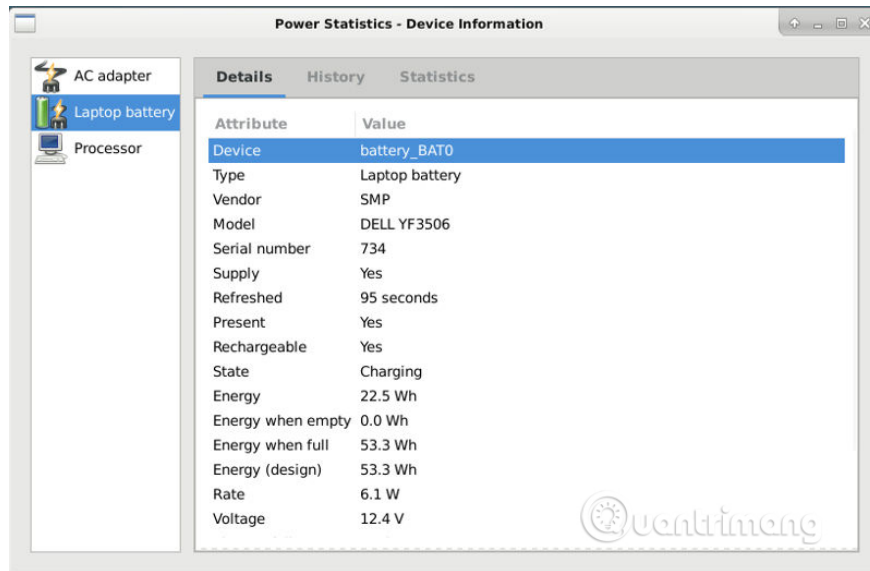 Power Statistics - Device Information
AC adapter
Laptop battery
Processor
Details History Statistics
Attribute Value
Device battery_BAT0
Type Laptop battery
Vendor SMP
Model DELL YF3506
Serial number 734
Supply Yes
Refreshed 95 seconds
Present Yes
Rechargeable Yes
State Charging
Energy 22.5 Wh
Energy when empty 0.0 Wh
Energy when full 53.3 Wh
Energy (design) 53.3 Wh
Rate 6.1 W
Voltage 12.4 V
Quantrimang